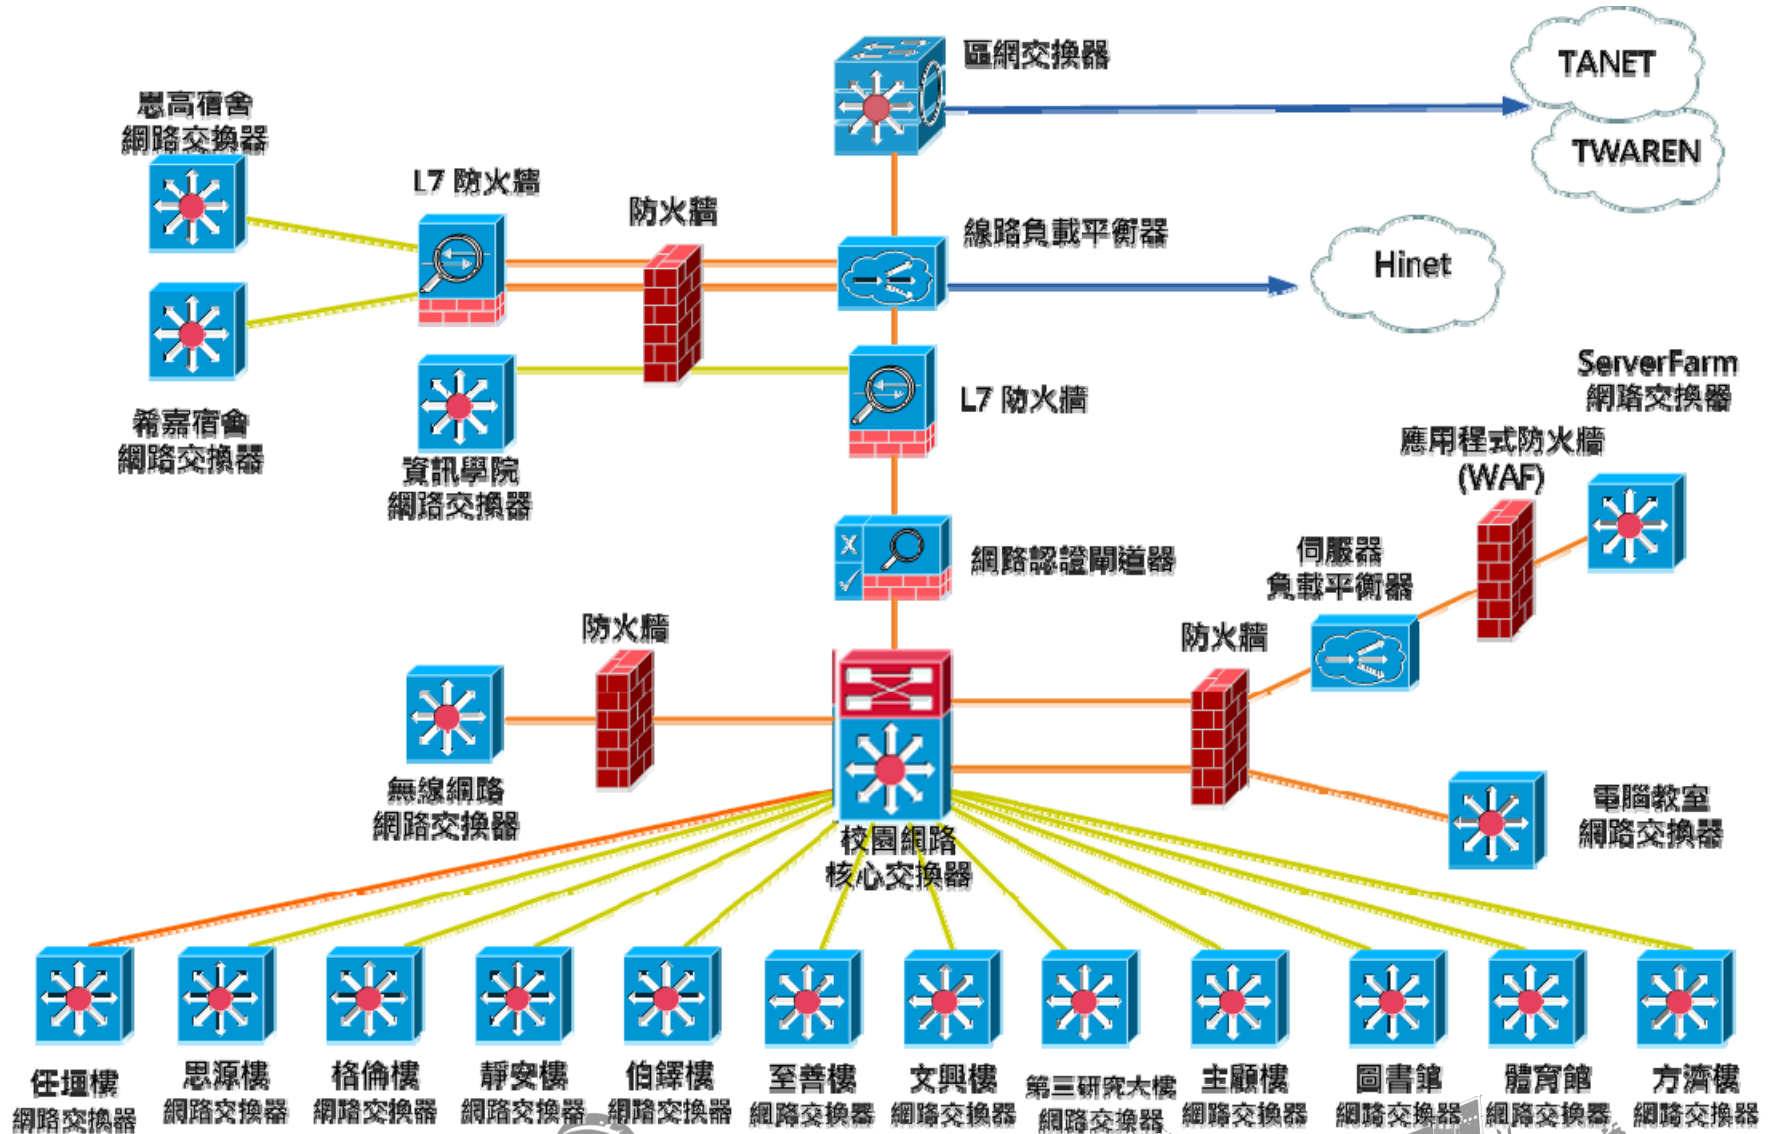 區網交換器
TANET
TWAREN
思高宿舍
網路交換器
L7 防火牆
防火牆
線路負載平衡器
Hinet
希嘉宿舍
網路交換器
資訊學院
網路交換器
L7 防火牆
ServerFarm
網路交換器
應用程式防火牆
(WAF)
伺服器
負載平衡器
網路認證閘道器
防火牆
防火牆
無線網路
網路交換器
校園網路
核心交換器
電腦教室
網路交換器
任垣樓
網路交換器
思源樓
網路交換器
格倫樓
網路交換器
靜安樓
網路交換器
伯鐸樓
網路交換器
至善樓
網路交換器
文興樓
網路交換器
第三研究大樓
網路交換器
主顧樓
網路交換器
圖書館
網路交換器
體育館
網路交換器
方濟樓
網路交換器